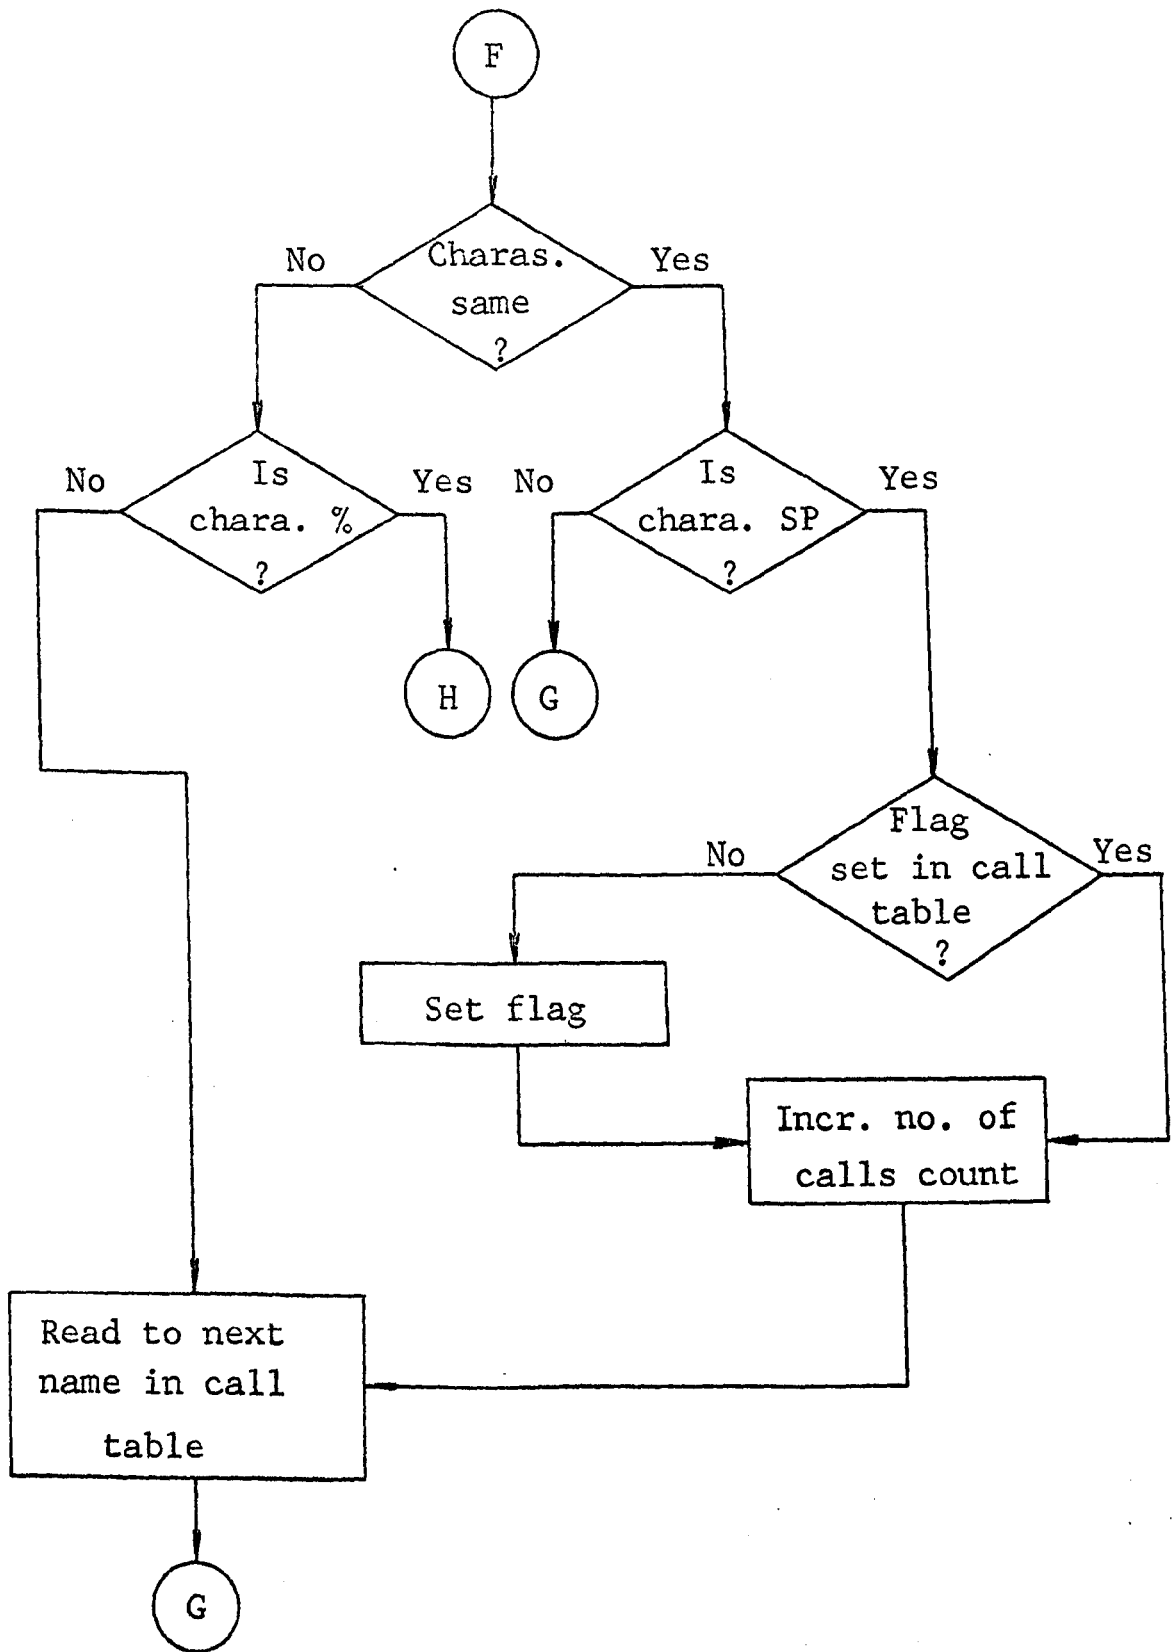 F
No
Charas.
same
?
Yes
No
Is
chara. %
?
Yes
No
Is
chara. SP
?
Yes
H
G
No
Flag
set in call
table
?
Yes
Set flag
Incr. no. of
calls count
Read to next
name in call
table
G